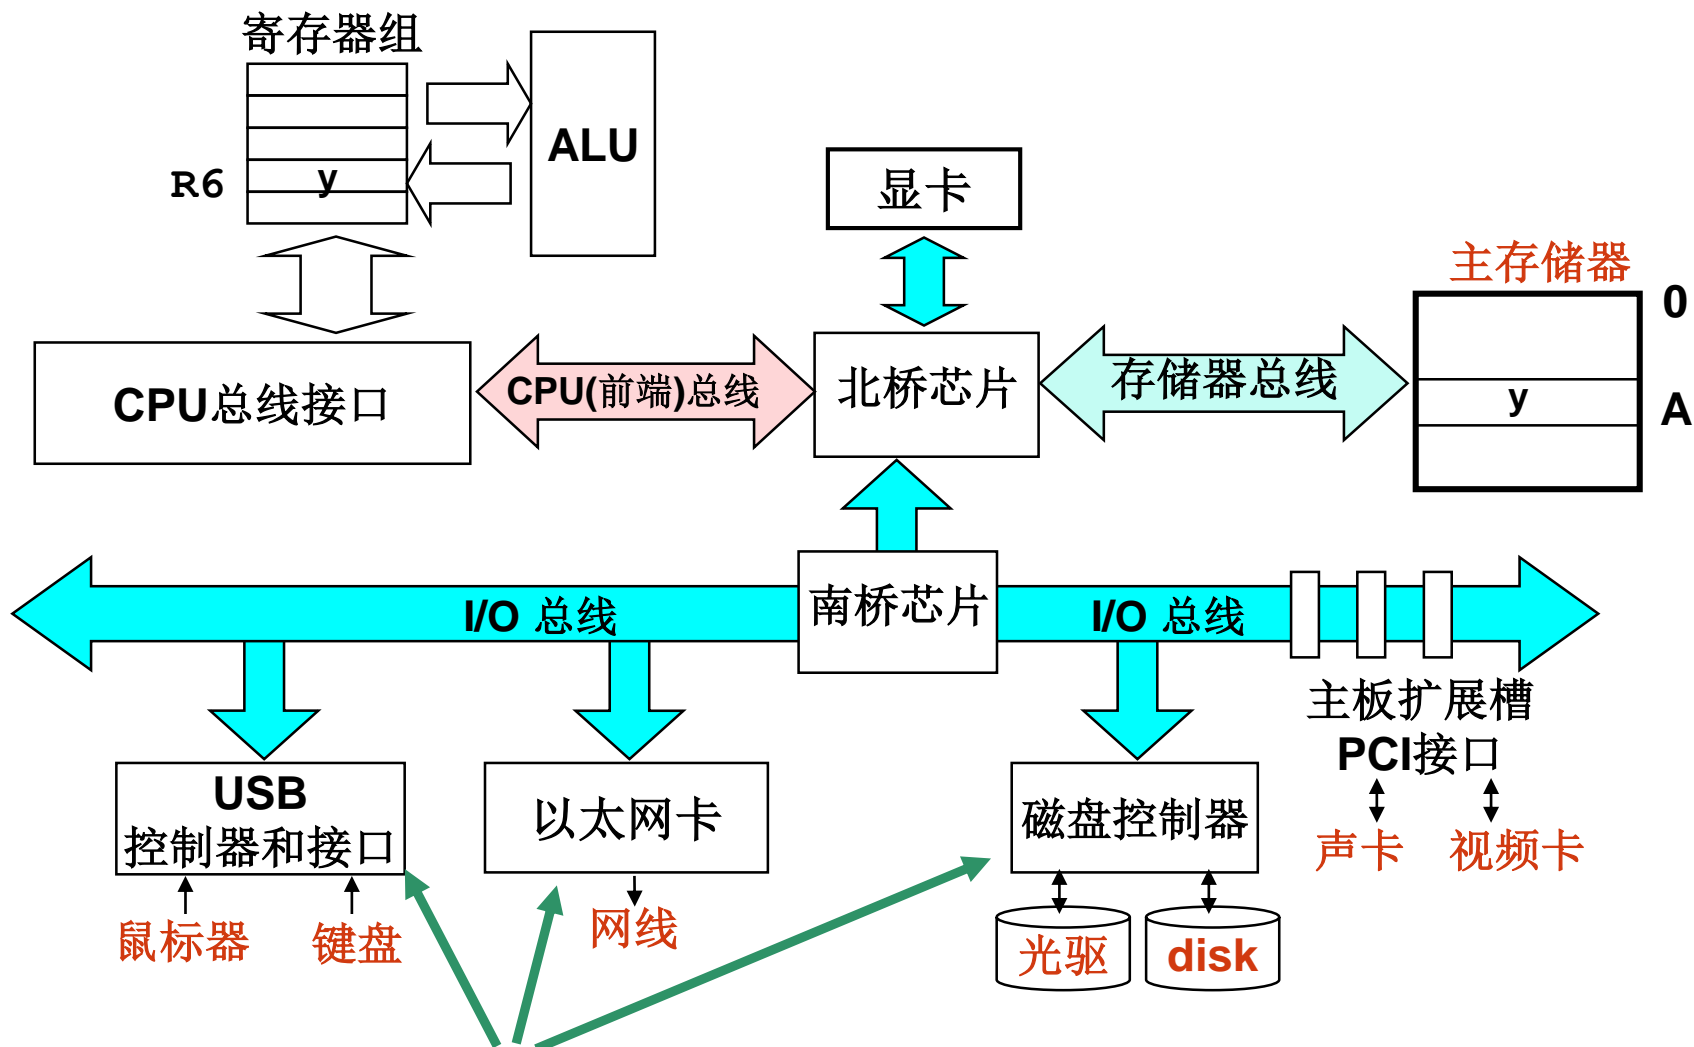 寄存器组
ALU
R6
y
显卡
主存储器
0
CPU总线接口
CPU(前端)总线
北桥芯片
存储器总线
y
A
I/O 总线
南桥芯片
I/O 总线
主板扩展槽
PCI接口
USB
控制器和接口
以太网卡
磁盘控制器
声卡
视频卡
鼠标器
键盘
网线
光驱
disk